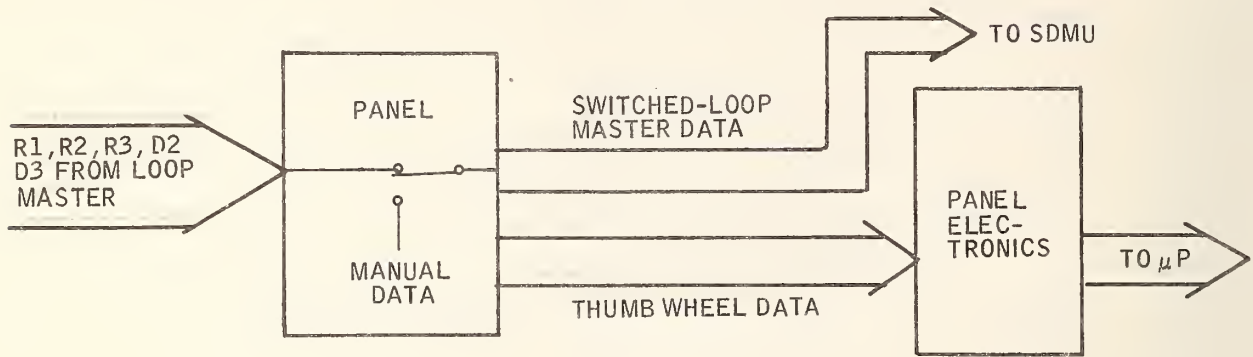 TO SDMU
PANEL
SWITCHED-LOOP
MASTER DATA
R1, R2, R3, D2
D3 FROM LOOP
MASTER
MANUAL
DATA
THUMB WHEEL DATA
PANEL
ELEC-
TRONICS
TO μP